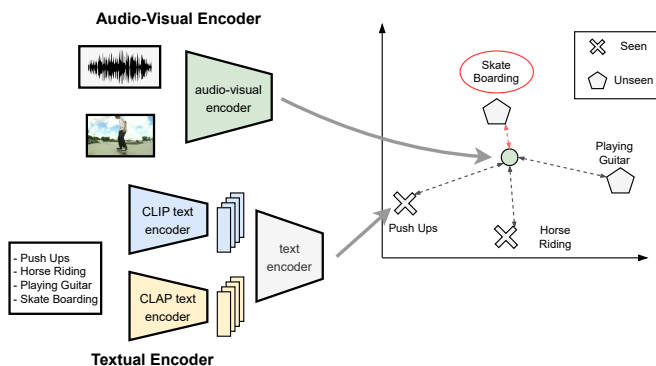 Audio-Visual Encoder
audio-visual
encoder
CLIP text
encoder
CLAP text
encoder
text
encoder
- Push Ups
- Horse Riding
- Playing Guitar
- Skate Boarding
Textual Encoder
Skate
Boarding
Playing
Guitar
Push Ups
Horse
Riding
Seen
Unseen